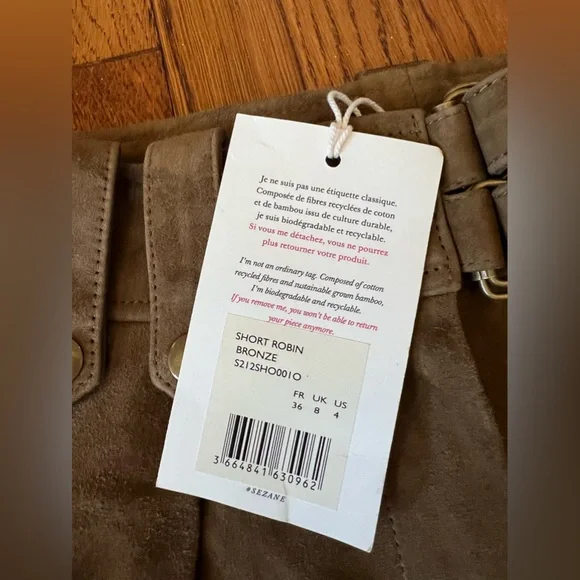 Je ne suis pas une étiquette classique.
Composée de fibres recyclées de coton
et de bambou issu de culture durable,
je suis biodégradable et recyclable.
Si vous me détachez, vous ne pourrez
plus retourner votre produit.
I'm not an ordinary tag. Composed of cotton
recycled fibres and sustainable grown bamboo,
I'm biodegradable and recyclable.
If you remove me, you won't be able to return
your piece anymore.
SHORT ROBIN
BRONZE
S212SHO001O
FR UK US
36 8 4
3 664841 630962
#SEZANE